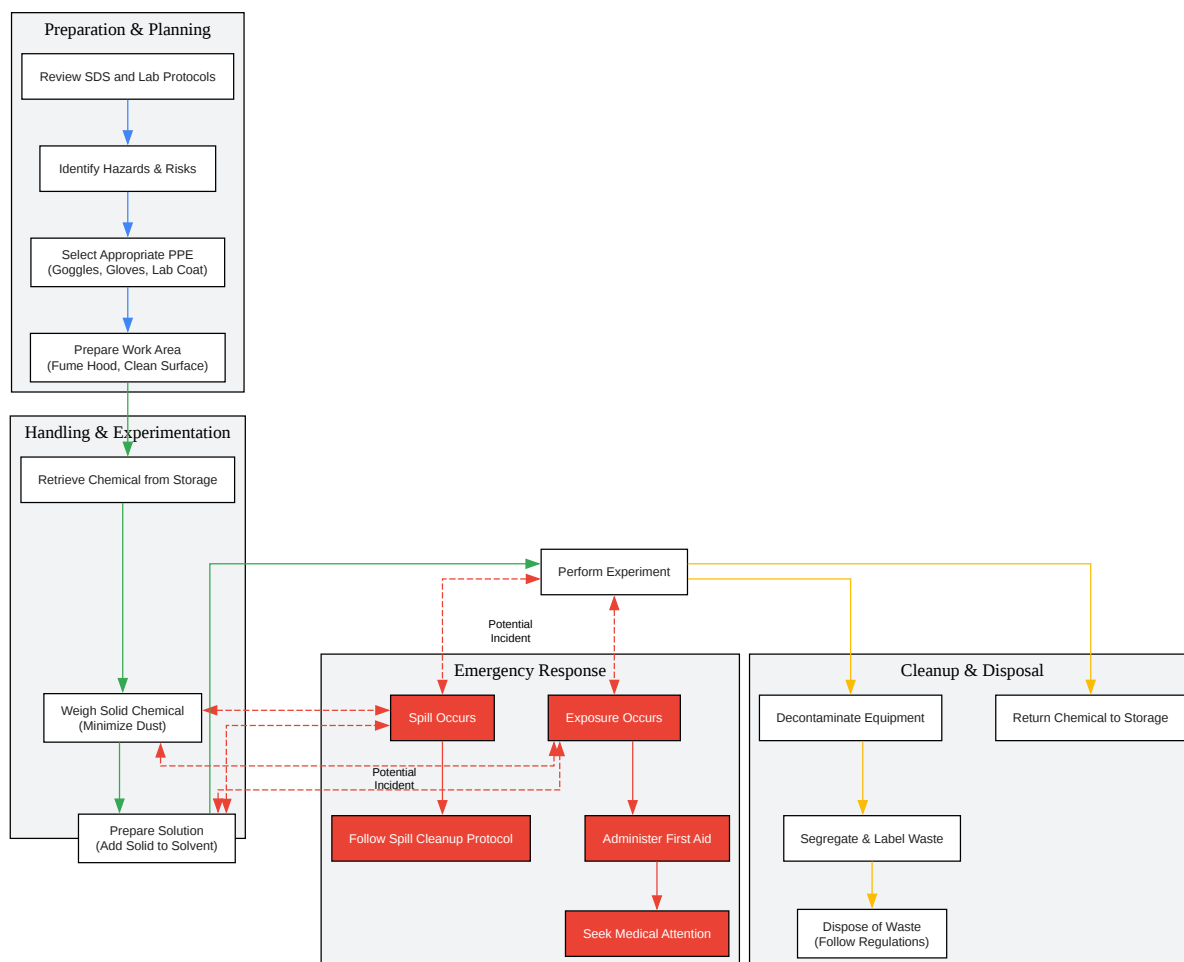 Preparation & Planning
Review SDS and Lab Protocols
Identify Hazards & Risks
Select Appropriate PPE
(Goggles, Gloves, Lab Coat)
Prepare Work Area
(Fume Hood, Clean Surface)
Handling & Experimentation
Retrieve Chemical from Storage
Perform Experiment
Potential
Incident
Emergency Response
Cleanup & Disposal
Weigh Solid Chemical
(Minimize Dust)
Spill Occurs
Exposure Occurs
Decontaminate Equipment
Return Chemical to Storage
Potential
Incident
Prepare Solution
(Add Solid to Solvent)
Follow Spill Cleanup Protocol
Administer First Aid
Segregate & Label Waste
Seek Medical Attention
Dispose of Waste
(Follow Regulations)